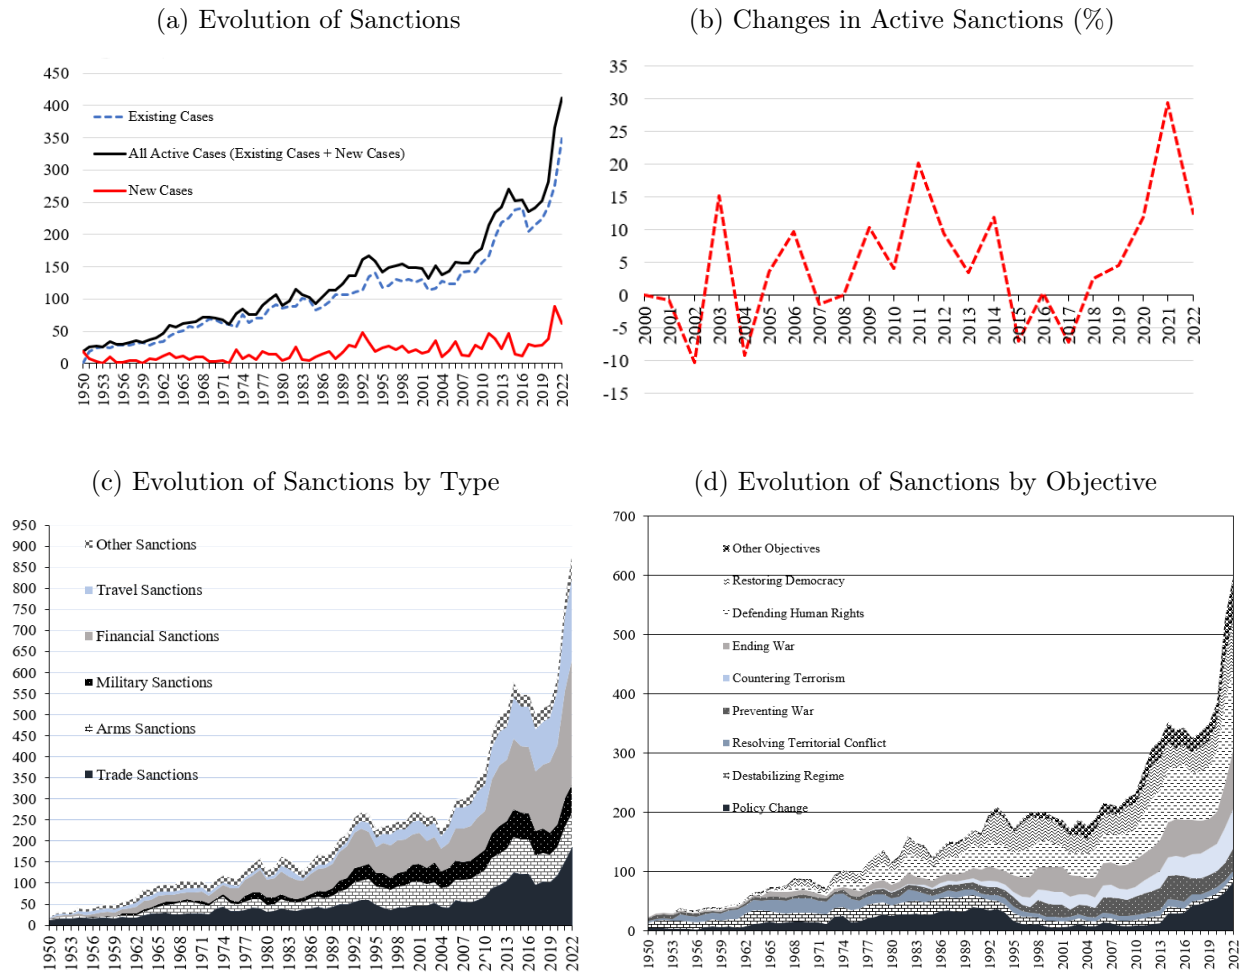 (a) Evolution of Sanctions
450
400
350
300
250
200
150
100
50
0
Existing Cases
All Active Cases (Existing Cases + New Cases)
New Cases
1950 1953 1956 1959 1962 1965 1968 1971 1974 1977 1980 1983 1986 1989 1992 1995 1998 2001 2004 2007 2010 2013 2016 2019 2022
(b) Changes in Active Sanctions (%)
35
30
25
20
15
10
5
0
-5
-10
-15
2000 2001 2002 2003 2004 2005 2006 2007 2008 2009 2010 2011 2012 2013 2014 2015 2016 2017 2018 2019 2020 2021 2022
(c) Evolution of Sanctions by Type
950
900
850
800
750
700
650
600
550
500
450
400
350
300
250
200
150
100
50
0
Other Sanctions
Travel Sanctions
Financial Sanctions
Military Sanctions
Arms Sanctions
Trade Sanctions
1950 1953 1956 1959 1962 1965 1968 1971 1974 1977 1980 1983 1986 1989 1992 1995 1998 2001 2004 2007 2010 2013 2016 2019 2022
(d) Evolution of Sanctions by Objective
700
600
500
400
300
200
100
0
Other Objectives
Restoring Democracy
Defending Human Rights
Ending War
Countering Terrorism
Preventing War
Resolving Territorial Conflict
Destabilizing Regime
Policy Change
1950 1953 1956 1959 1962 1965 1968 1971 1974 1977 1980 1983 1986 1989 1992 1995 1998 2001 2004 2007 2010 2013 2016 2019 2022